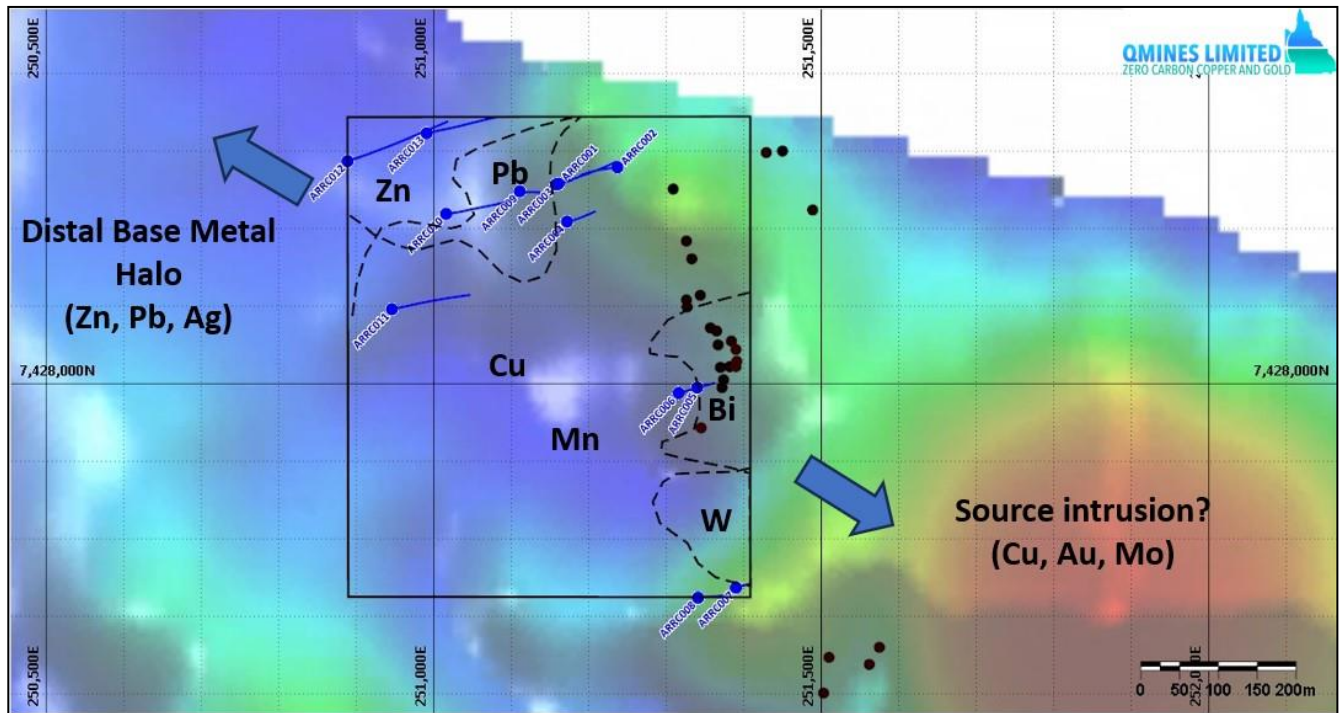 250,500E
251,000E
251,500E
QMINES LIMITED
ZERO CARBON COPPER AND GOLD
ARRC012
ARRC013
Zn
Pb
ARRC010
ARRC009
ARRC003
ARRC001
ARRC002
Distal Base Metal
Halo
(Zn, Pb, Ag)
ARRC011
7,428,000N
7,428,000N
Cu
ARRC006
ARRC005
Bi
Mn
W
Source intrusion?
(Cu, Au, Mo)
ARRC008
ARRC007
250,500E
251,000E
251,500E
0 50 100 150 200m